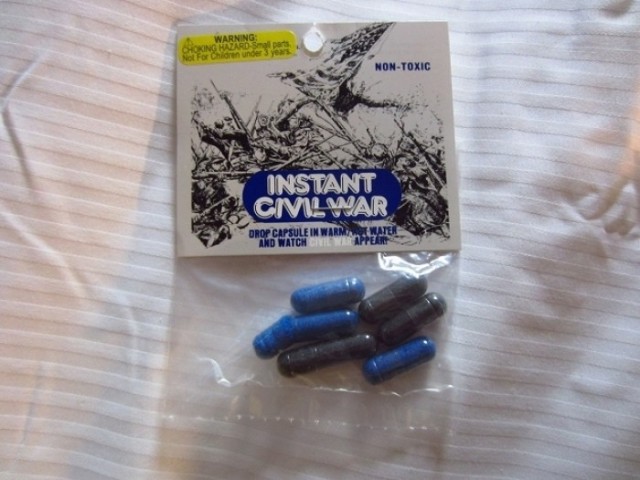 WARNING:
CHOKING HAZARD-Small parts.
Not For Children under 3 years.
NON-TOXIC
INSTANT
CIVIL WAR
DROP CAPSULE IN WARM/HOT WATER
AND WATCH CIVIL WAR APPEAR!